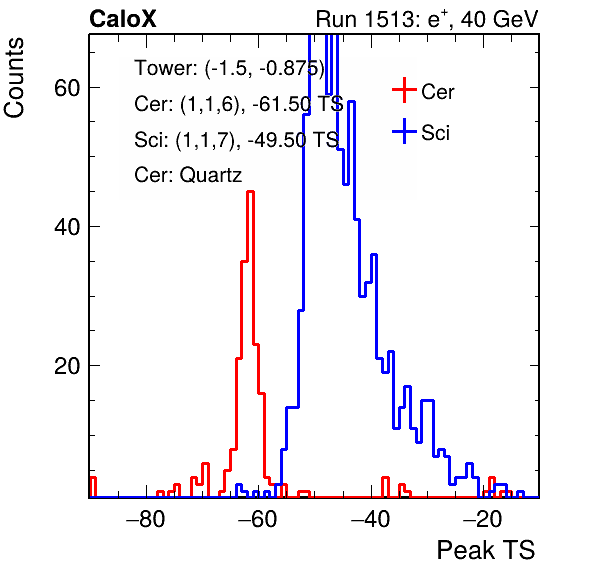 CaloX Run 1513: e⁺, 40 GeV
Counts
Tower: (-1.5, -0.875)
Cer: (1,1,6), -61.50 TS
Sci: (1,1,7), -49.50 TS
Cer: Quartz
Cer
Sci
60
40
20
−80 −60 −40 −20
Peak TS